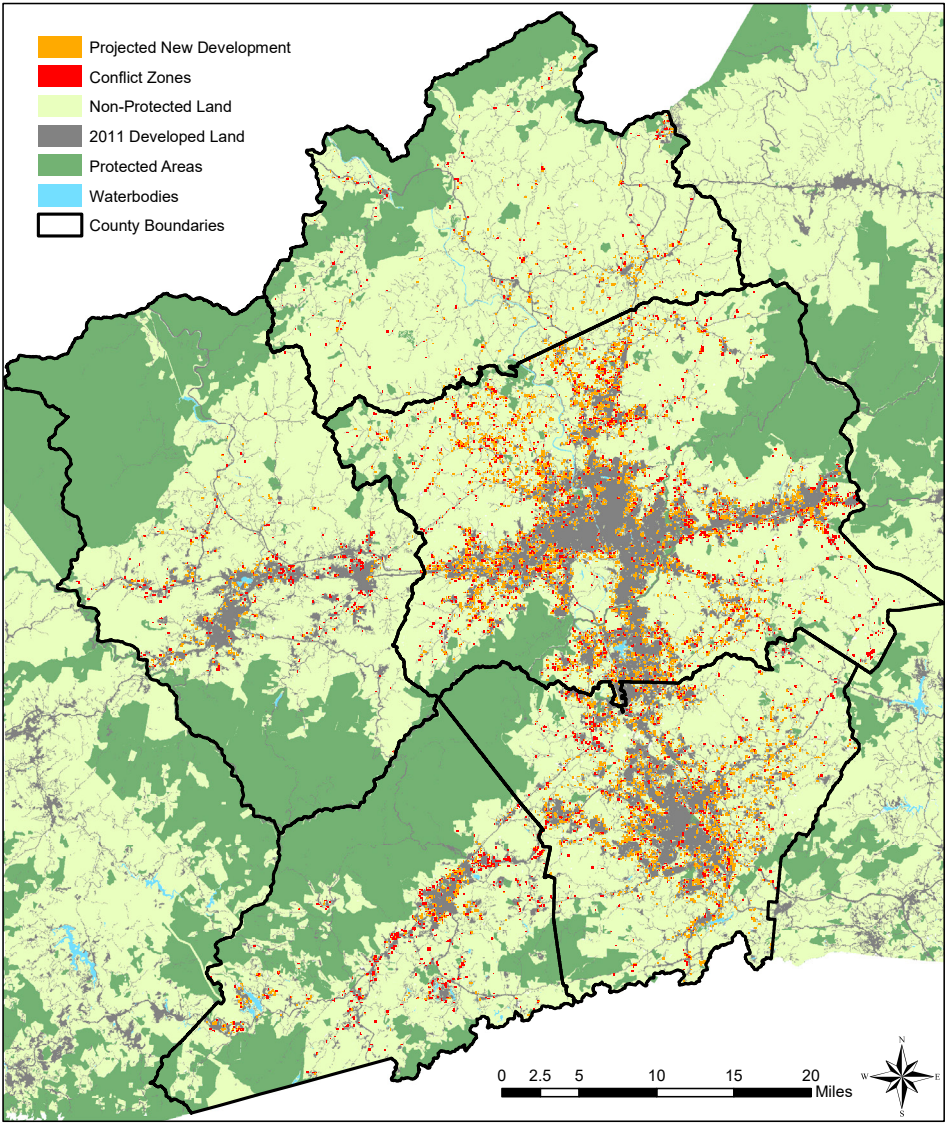 Projected New Development
Conflict Zones
Non-Protected Land
2011 Developed Land
Protected Areas
Waterbodies
County Boundaries
N
W E
S
0 2.5 5 10 15 20
Miles